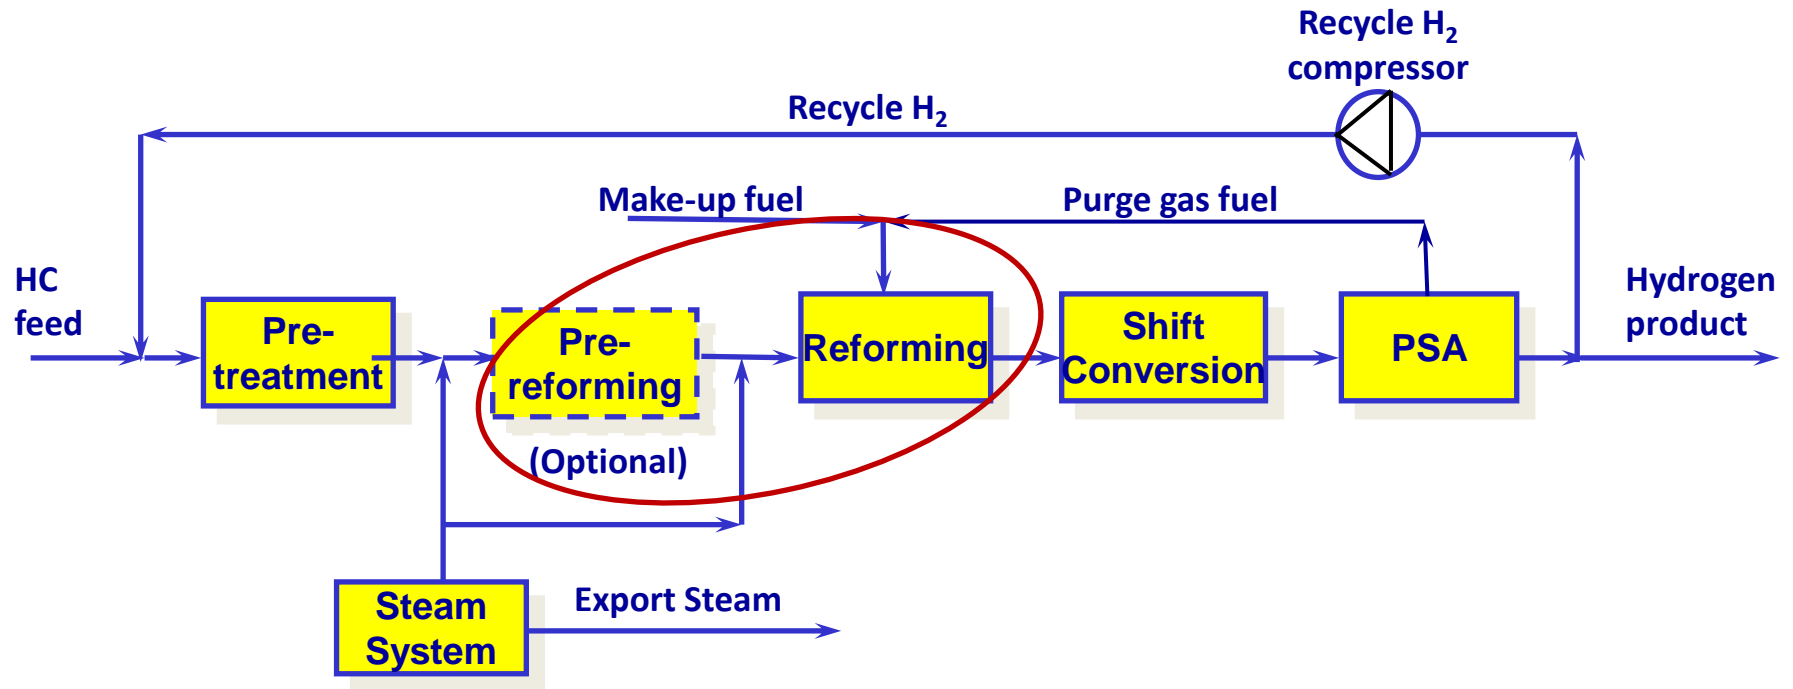 Recycle H₂
compressor
Recycle H₂
Make-up fuel
Purge gas fuel
HC
feed
Pre-
treatment
Pre-
reforming
(Optional)
Reforming
Shift
Conversion
PSA
Hydrogen
product
Steam
System
Export Steam